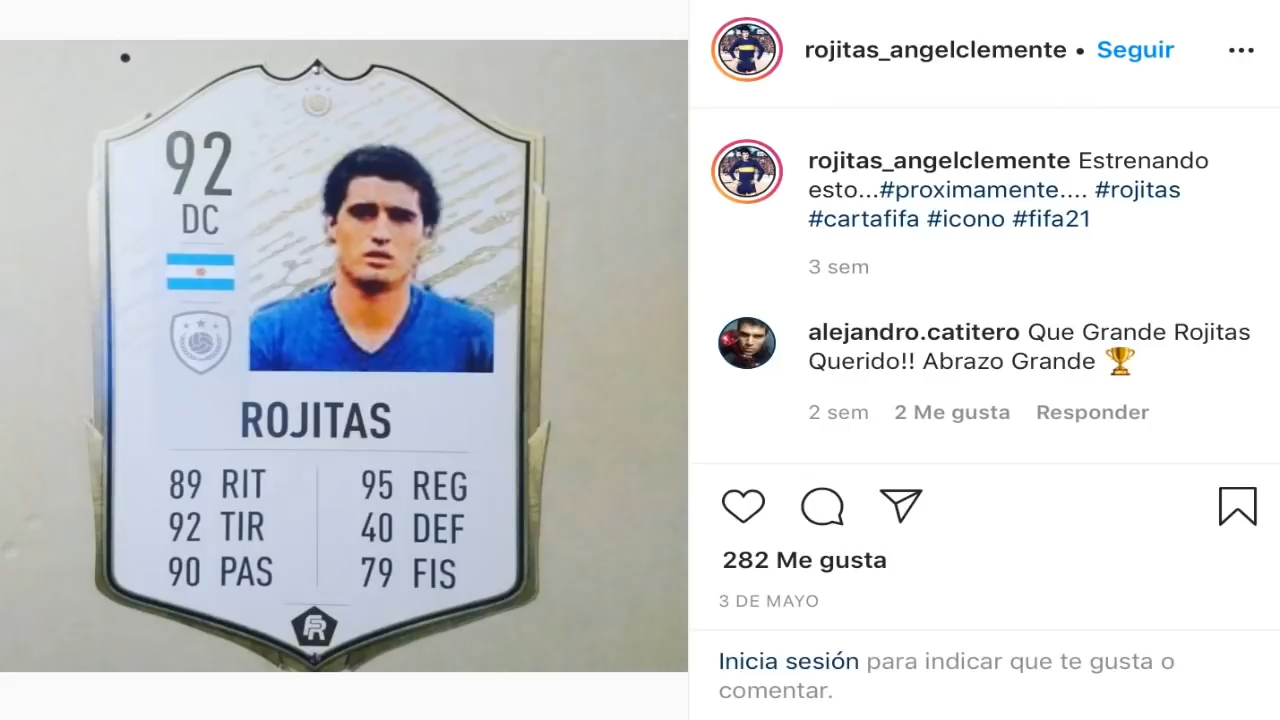 92
DC
ROJITAS
89 RIT
92 TIR
90 PAS
95 REG
40 DEF
79 FIS
FR
rojitas_angelclemente • Seguir
rojitas_angelclemente Estrenando
esto...#proximamente.... #rojitas
#cartafifa #icono #fifa21
3 sem
alejandro.catitero Que Grande Rojitas
Querido!! Abrazo Grande 🏆
2 sem 2 Me gusta Responder
282 Me gusta
3 DE MAYO
Inicia sesión para indicar que te gusta o
comentar.